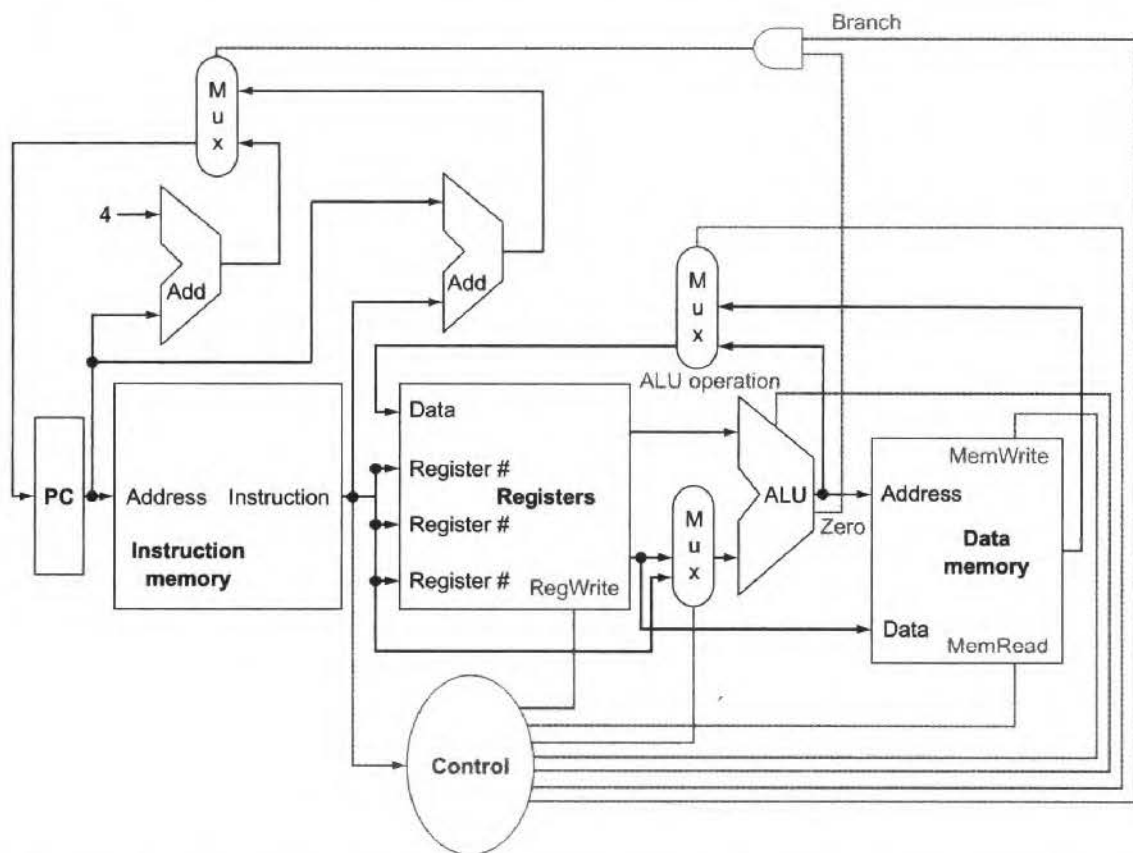 Branch
M
u
x
4
Add
Add
M
u
x
ALU operation
Data
Register #
Register #
Register #
Registers
RegWrite
PC
Address
Instruction
Instruction
memory
M
u
x
ALU
Zero
MemWrite
Address
Data
memory
Data
MemRead
Control